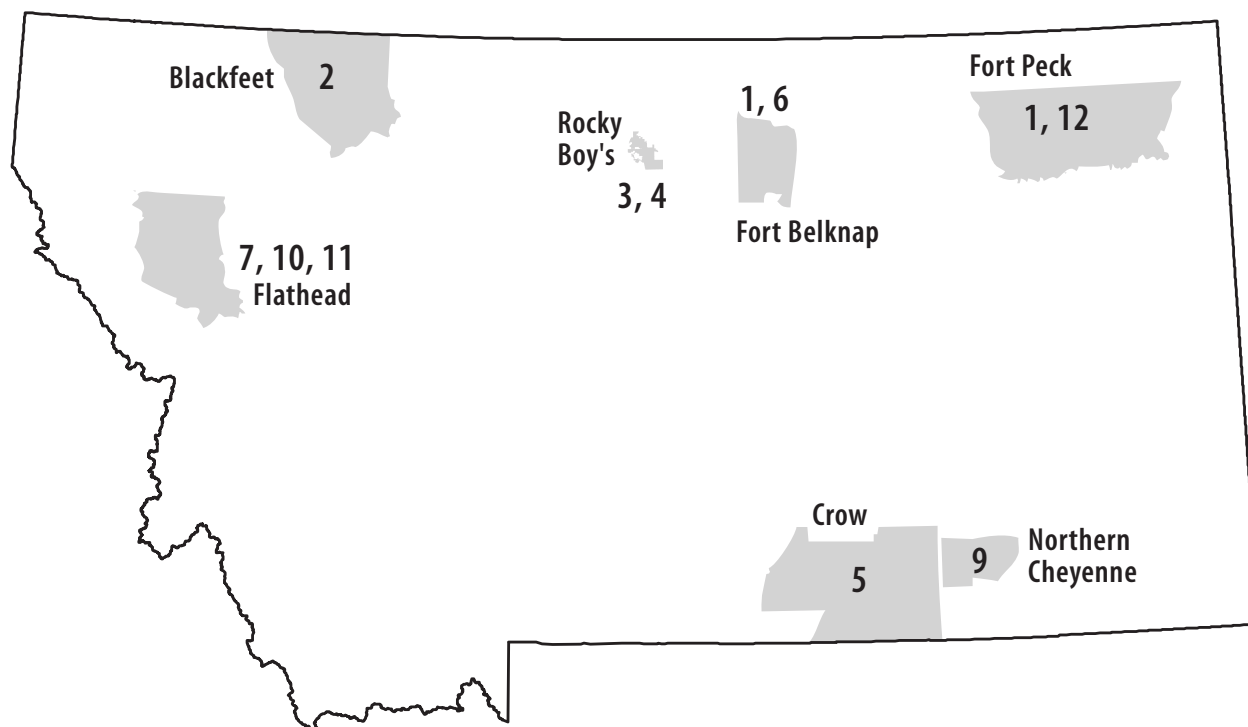 Blackfeet
2
Rocky
Boy's
3, 4
1, 6
Fort Belknap
Fort Peck
1, 12
7, 10, 11
Flathead
Crow
5
9
Northern
Cheyenne